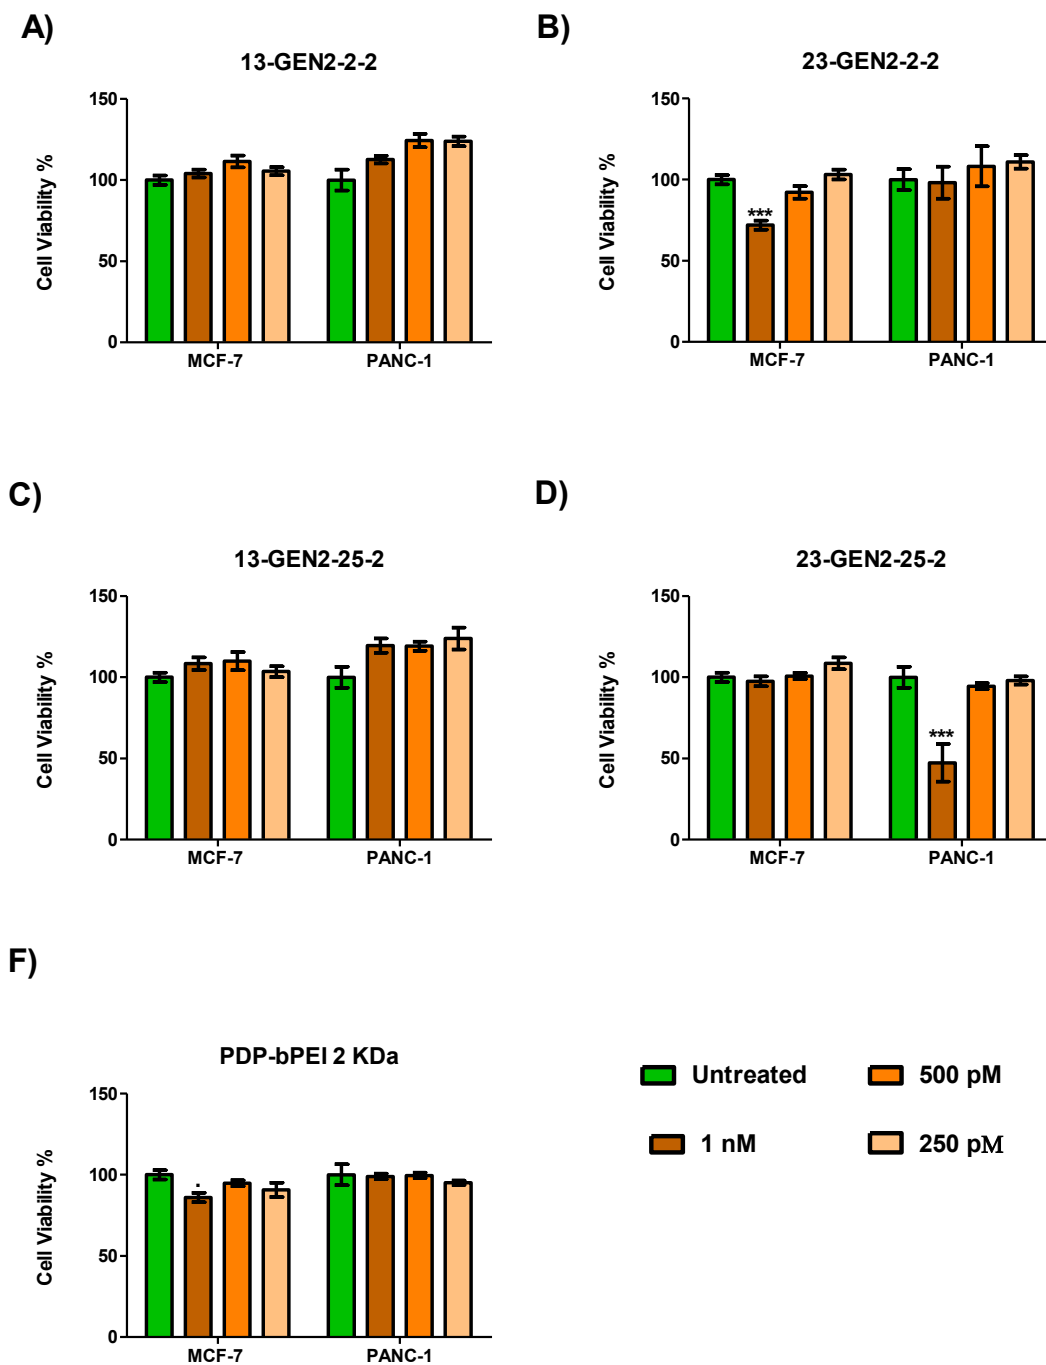 A)
13-GEN2-2-2
Cell Viability %
150
100
50
0
MCF-7 PANC-1
B)
23-GEN2-2-2
Cell Viability %
150
100
50
0
***
MCF-7 PANC-1
C)
13-GEN2-25-2
Cell Viability %
150
100
50
0
MCF-7 PANC-1
D)
23-GEN2-25-2
Cell Viability %
150
100
50
0
***
MCF-7 PANC-1
F)
PDP-bPEI 2 KDa
Cell Viability %
150
100
50
0
.
MCF-7 PANC-1
Untreated 500 pM
1 nM 250 pM